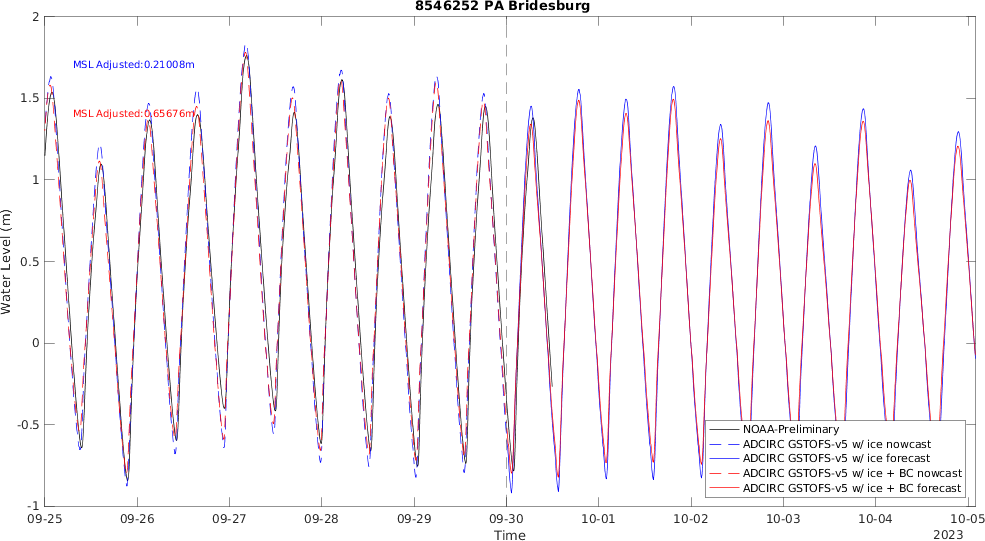 8546252 PA Bridesburg
2
1.5
1
0.5
0
-0.5
-1
Water Level (m)
MSL Adjusted:0.21008m
MSL Adjusted:0.65676m
NOAA-Preliminary
ADCIRC GSTOFS-v5 w/ ice nowcast
ADCIRC GSTOFS-v5 w/ ice forecast
ADCIRC GSTOFS-v5 w/ ice + BC nowcast
ADCIRC GSTOFS-v5 w/ ice + BC forecast
09-25 09-26 09-27 09-28 09-29 09-30 10-01 10-02 10-03 10-04 10-05
Time
2023